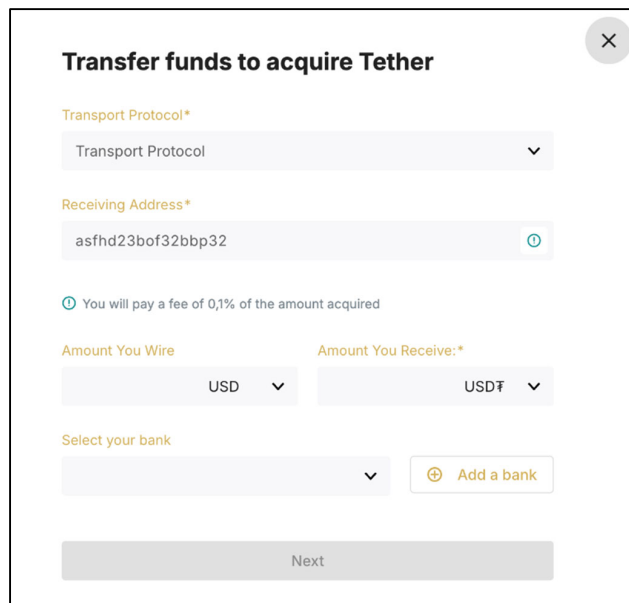 Transfer funds to acquire Tether
Transport Protocol*
Transport Protocol
Receiving Address*
asfhd23bof32bbp32
You will pay a fee of 0,1% of the amount acquired
Amount You Wire
Amount You Receive:*
USD
USD₮
Select your bank
Add a bank
Next